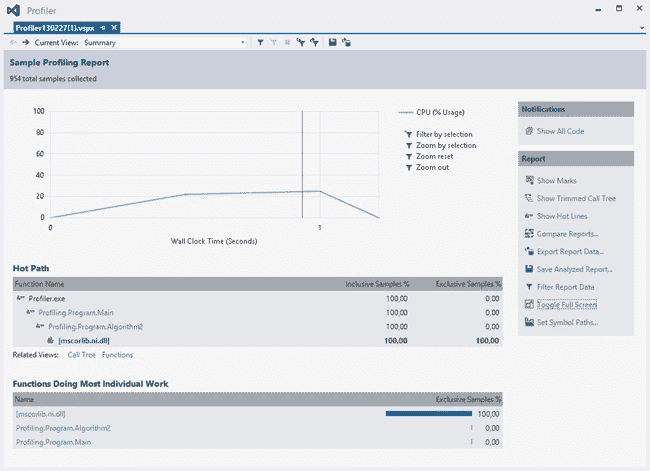 Profiler
Profiler130227(1).vspx
Current View: Summary
Sample Profiling Report
954 total samples collected
100
80
60
40
20
0
0
1
Wall Clock Time (Seconds)
CPU (% Usage)
Filter by selection
Zoom by selection
Zoom reset
Zoom out
Notifications
Show All Code
Report
Show Marks
Show Trimmed Call Tree
Show Hot Lines
Compare Reports...
Export Report Data...
Save Analyzed Report...
Filter Report Data
Toggle Full Screen
Set Symbol Paths...
Hot Path
Function Name Inclusive Samples % Exclusive Samples %
Profiler.exe 100,00 0,00
Profiling.Program.Main 100,00 0,00
Profiling.Program.Algorithm2 100,00 0,00
[mscorlib.ni.dll] 100,00 100,00
Related Views: Call Tree Functions
Functions Doing Most Individual Work
Name Exclusive Samples %
[mscorlib.ni.dll] 100,00
Profiling.Program.Algorithm2 0,00
Profiling.Program.Main 0,00